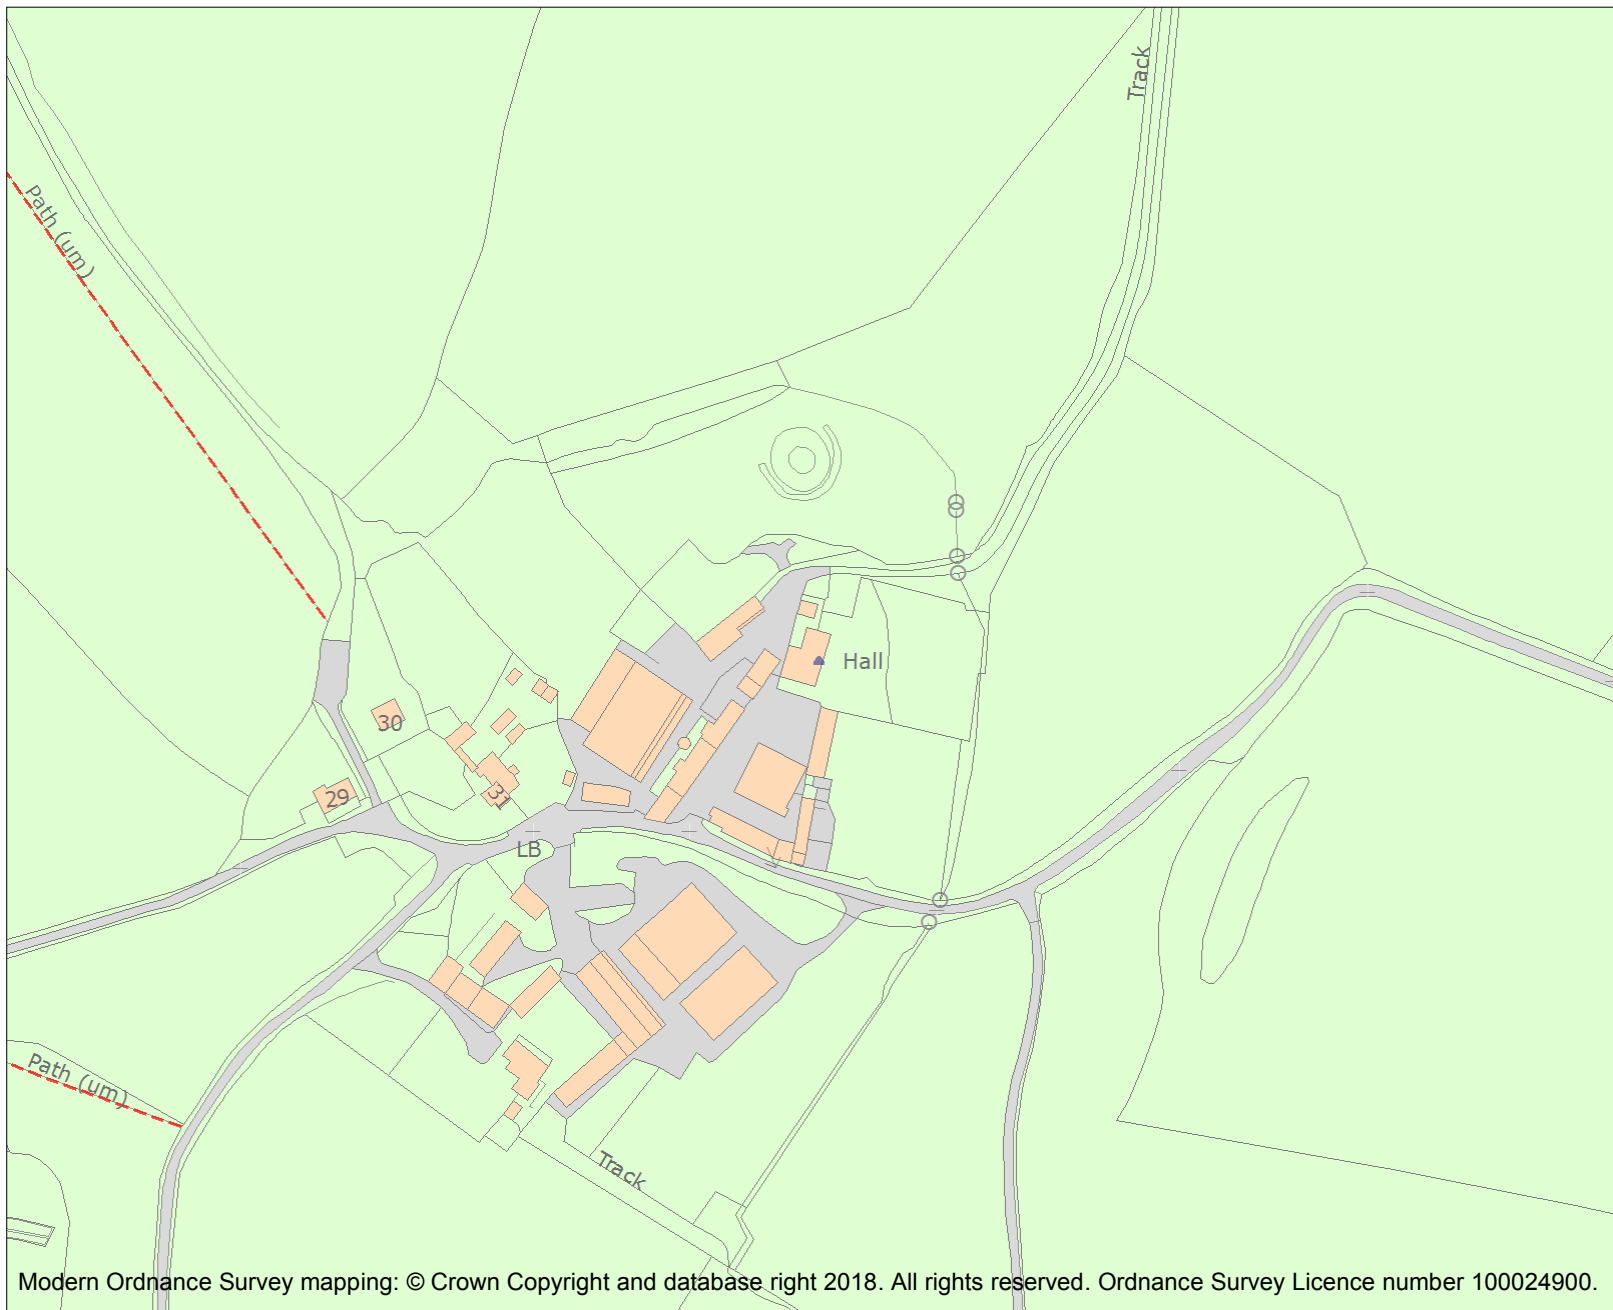 Track
Path (um)
Hall
30
29
31
LB
Path (um)
Track
Modern Ordnance Survey mapping: © Crown Copyright and database right 2018. All rights reserved. Ordnance Survey Licence number 100024900.